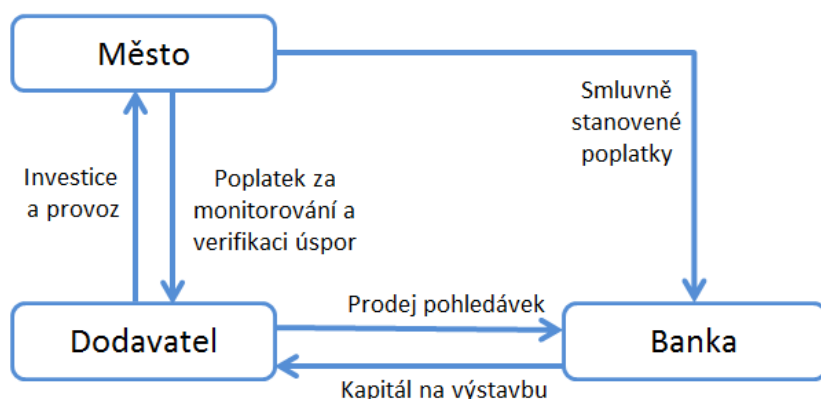 Město
Smluvně
stanovené
poplatky
Investice
a provoz
Poplatek za
monitorování a
verifikaci úspor
Prodej pohledávek
Dodavatel
Banka
Kapitál na výstavbu